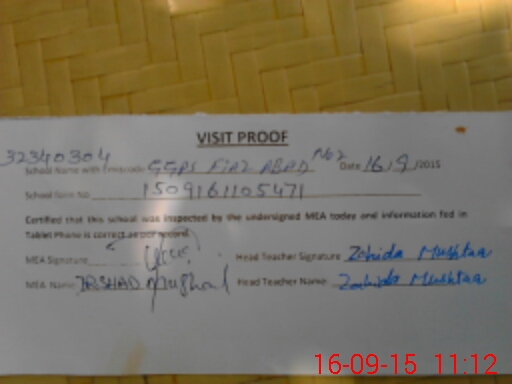 VISIT PROOF
32340304
School Name with Emiscode GGPS FIAZ ABAD No2 Date 16/9/2015
School Form No 1509161105471
Certified that this school was inspected by the undersigned MEA today and information fed in
Tablet Phone is correct as per record.
MEA Signature Head Teacher Signature Zahida Mushtaq
MEA Name IRSHAD Mughal Head Teacher Name Zahida Mushtaq
16-09-15 11:12